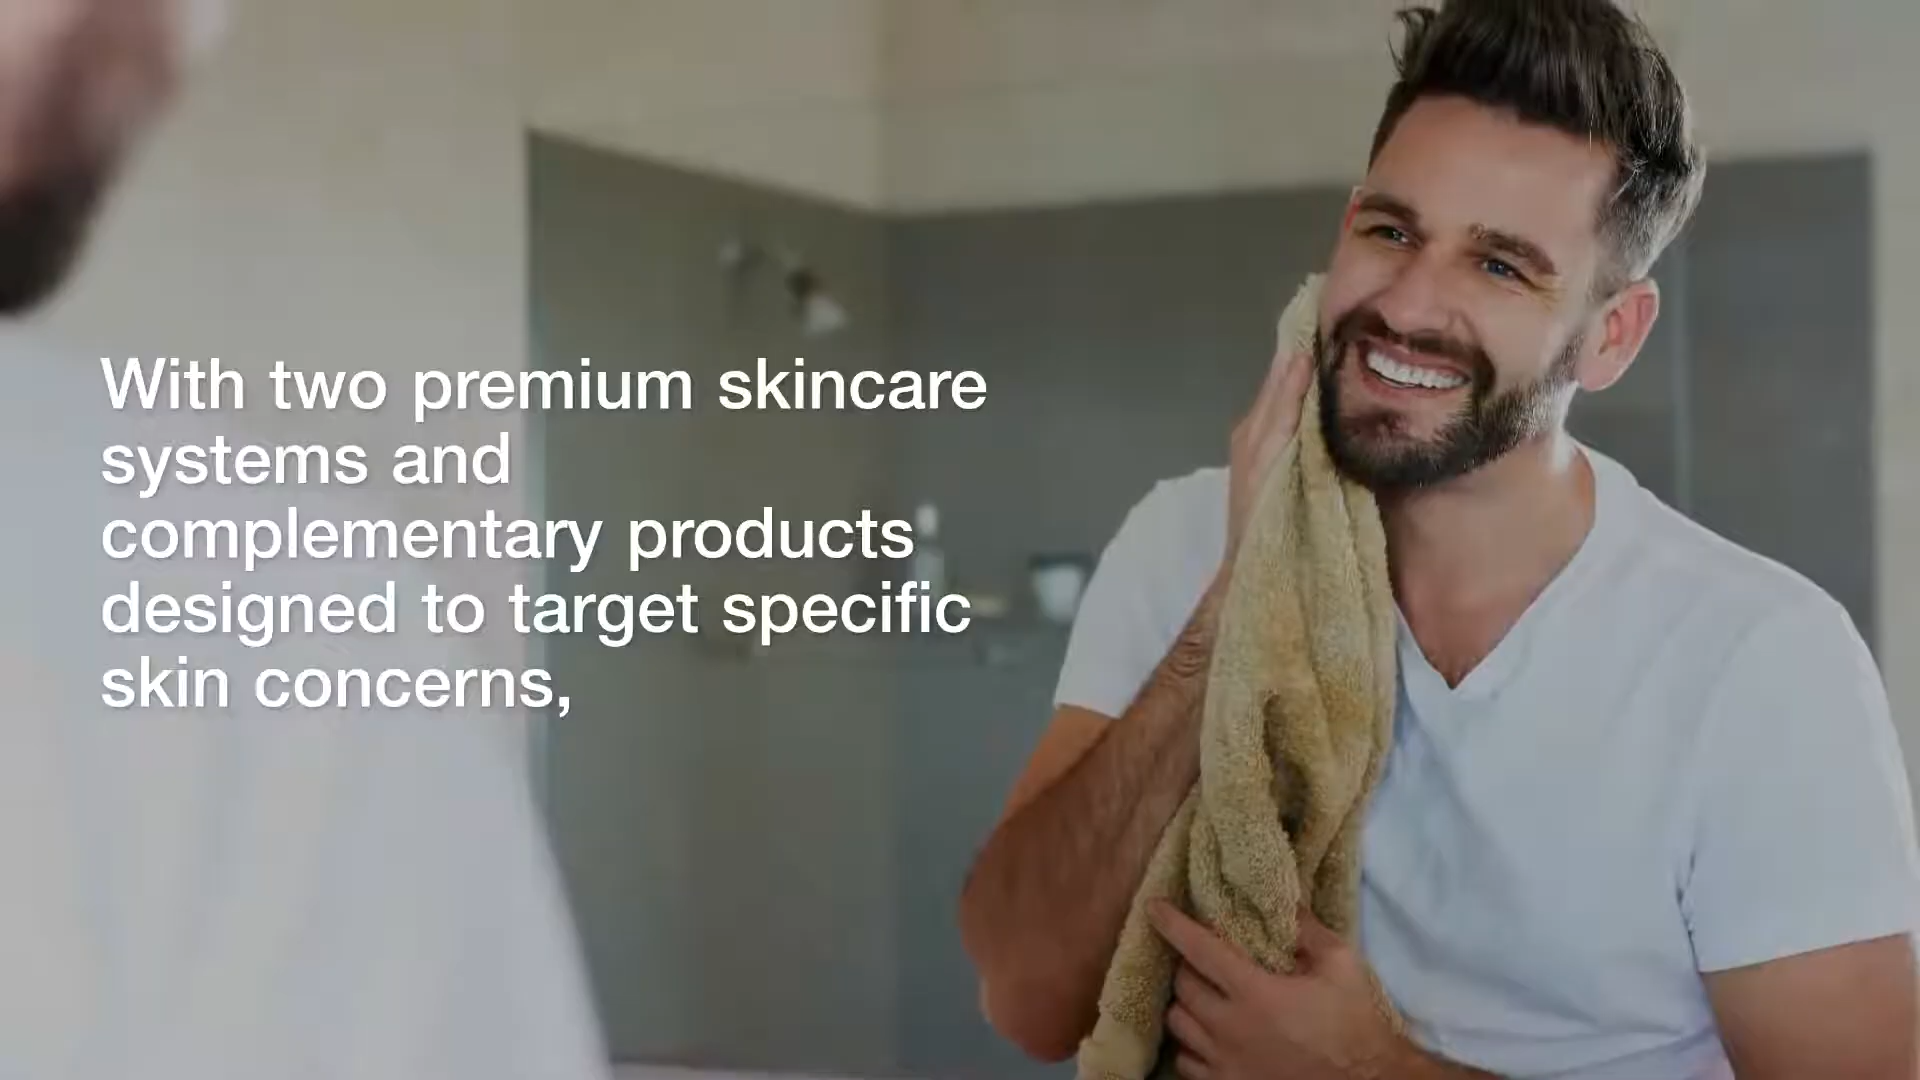 With two premium skincare
systems and
complementary products
designed to target specific
skin concerns,